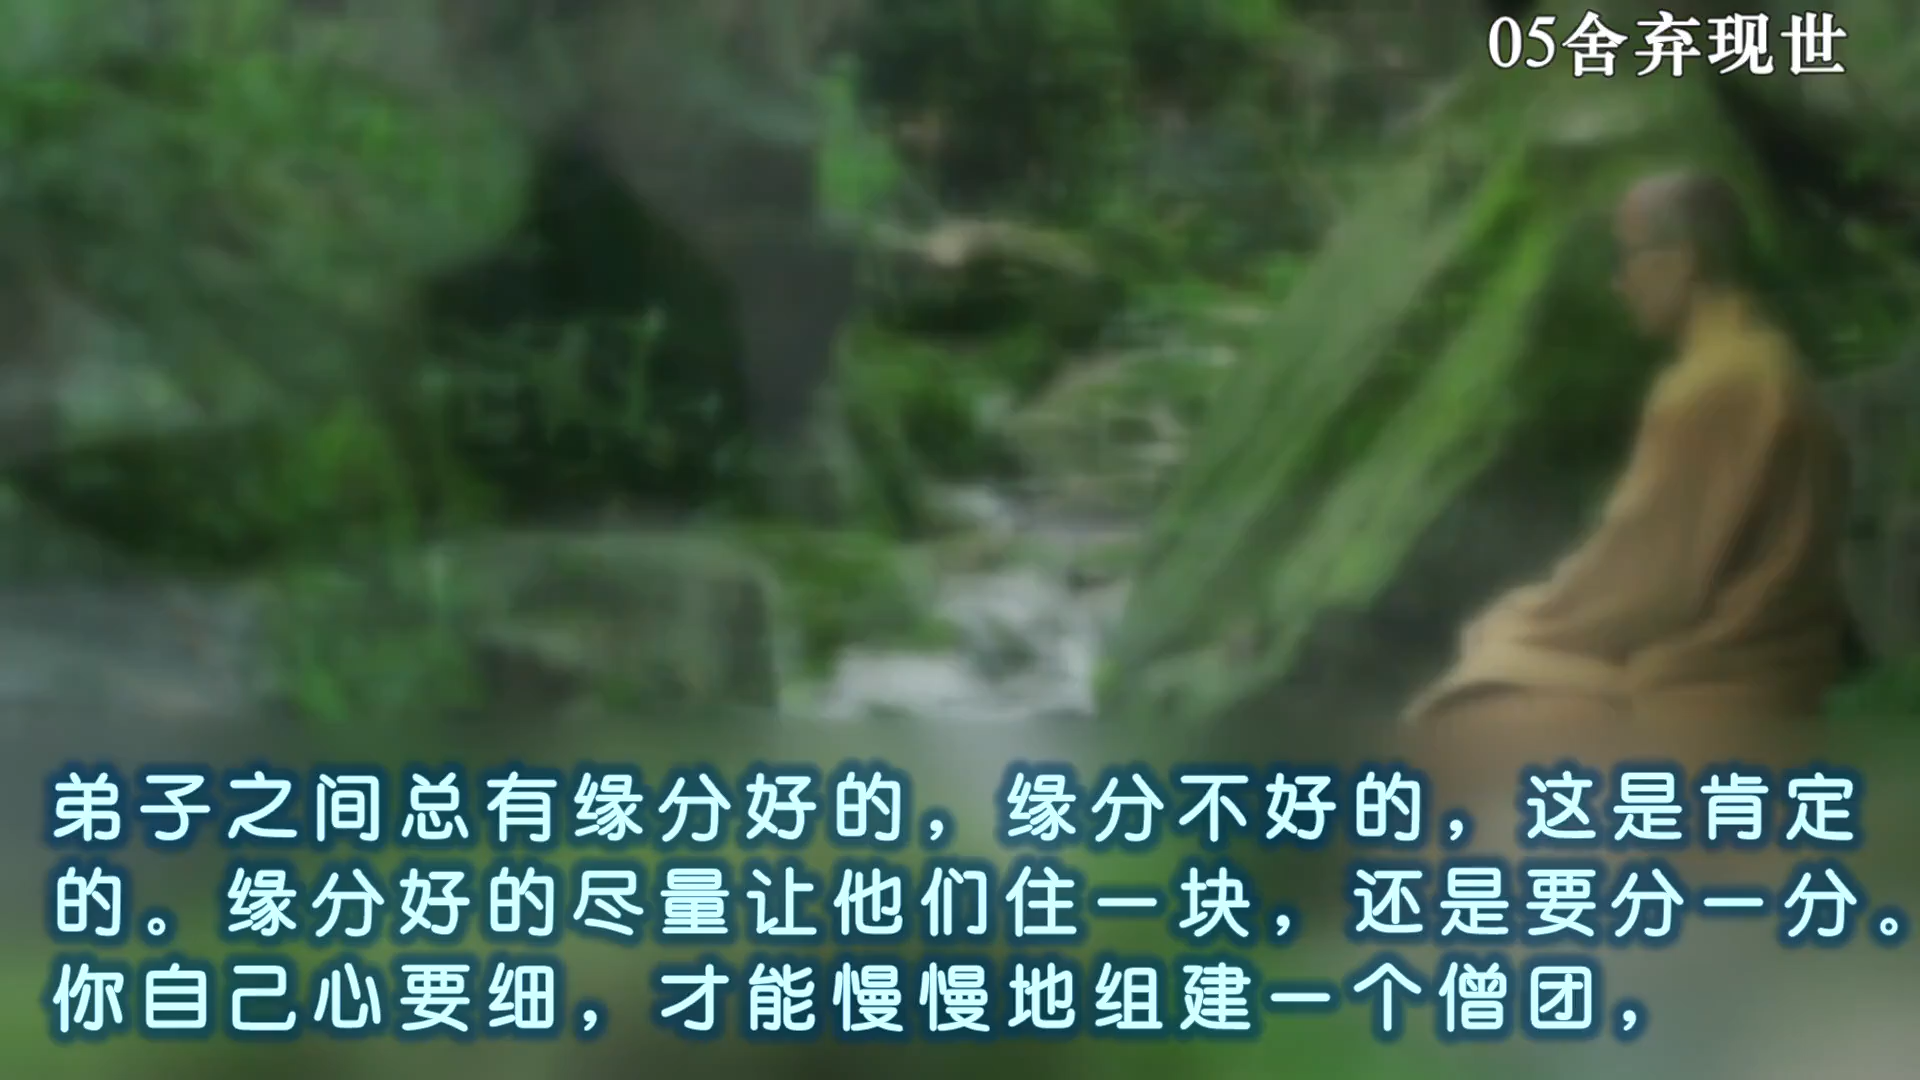 05舍弃现世
弟子之间总有缘分好的，缘分不好的，这是肯定
的。缘分好的尽量让他们住一块，还是要分一分。
你自己心要细，才能慢慢地组建一个僧团，